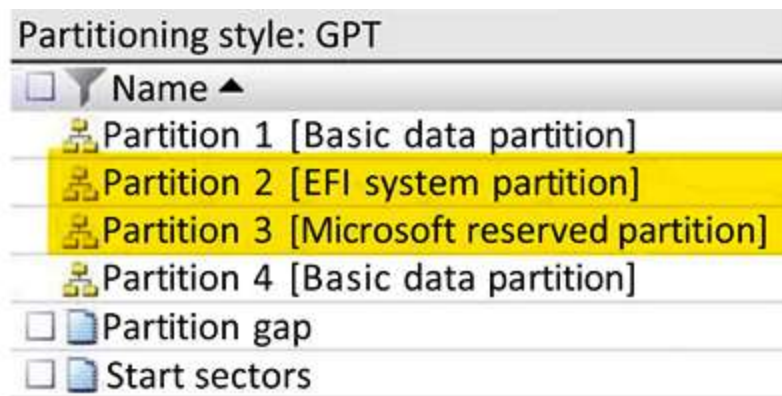 Partitioning style: GPT
Name
Partition 1 [Basic data partition]
Partition 2 [EFI system partition]
Partition 3 [Microsoft reserved partition]
Partition 4 [Basic data partition]
Partition gap
Start sectors